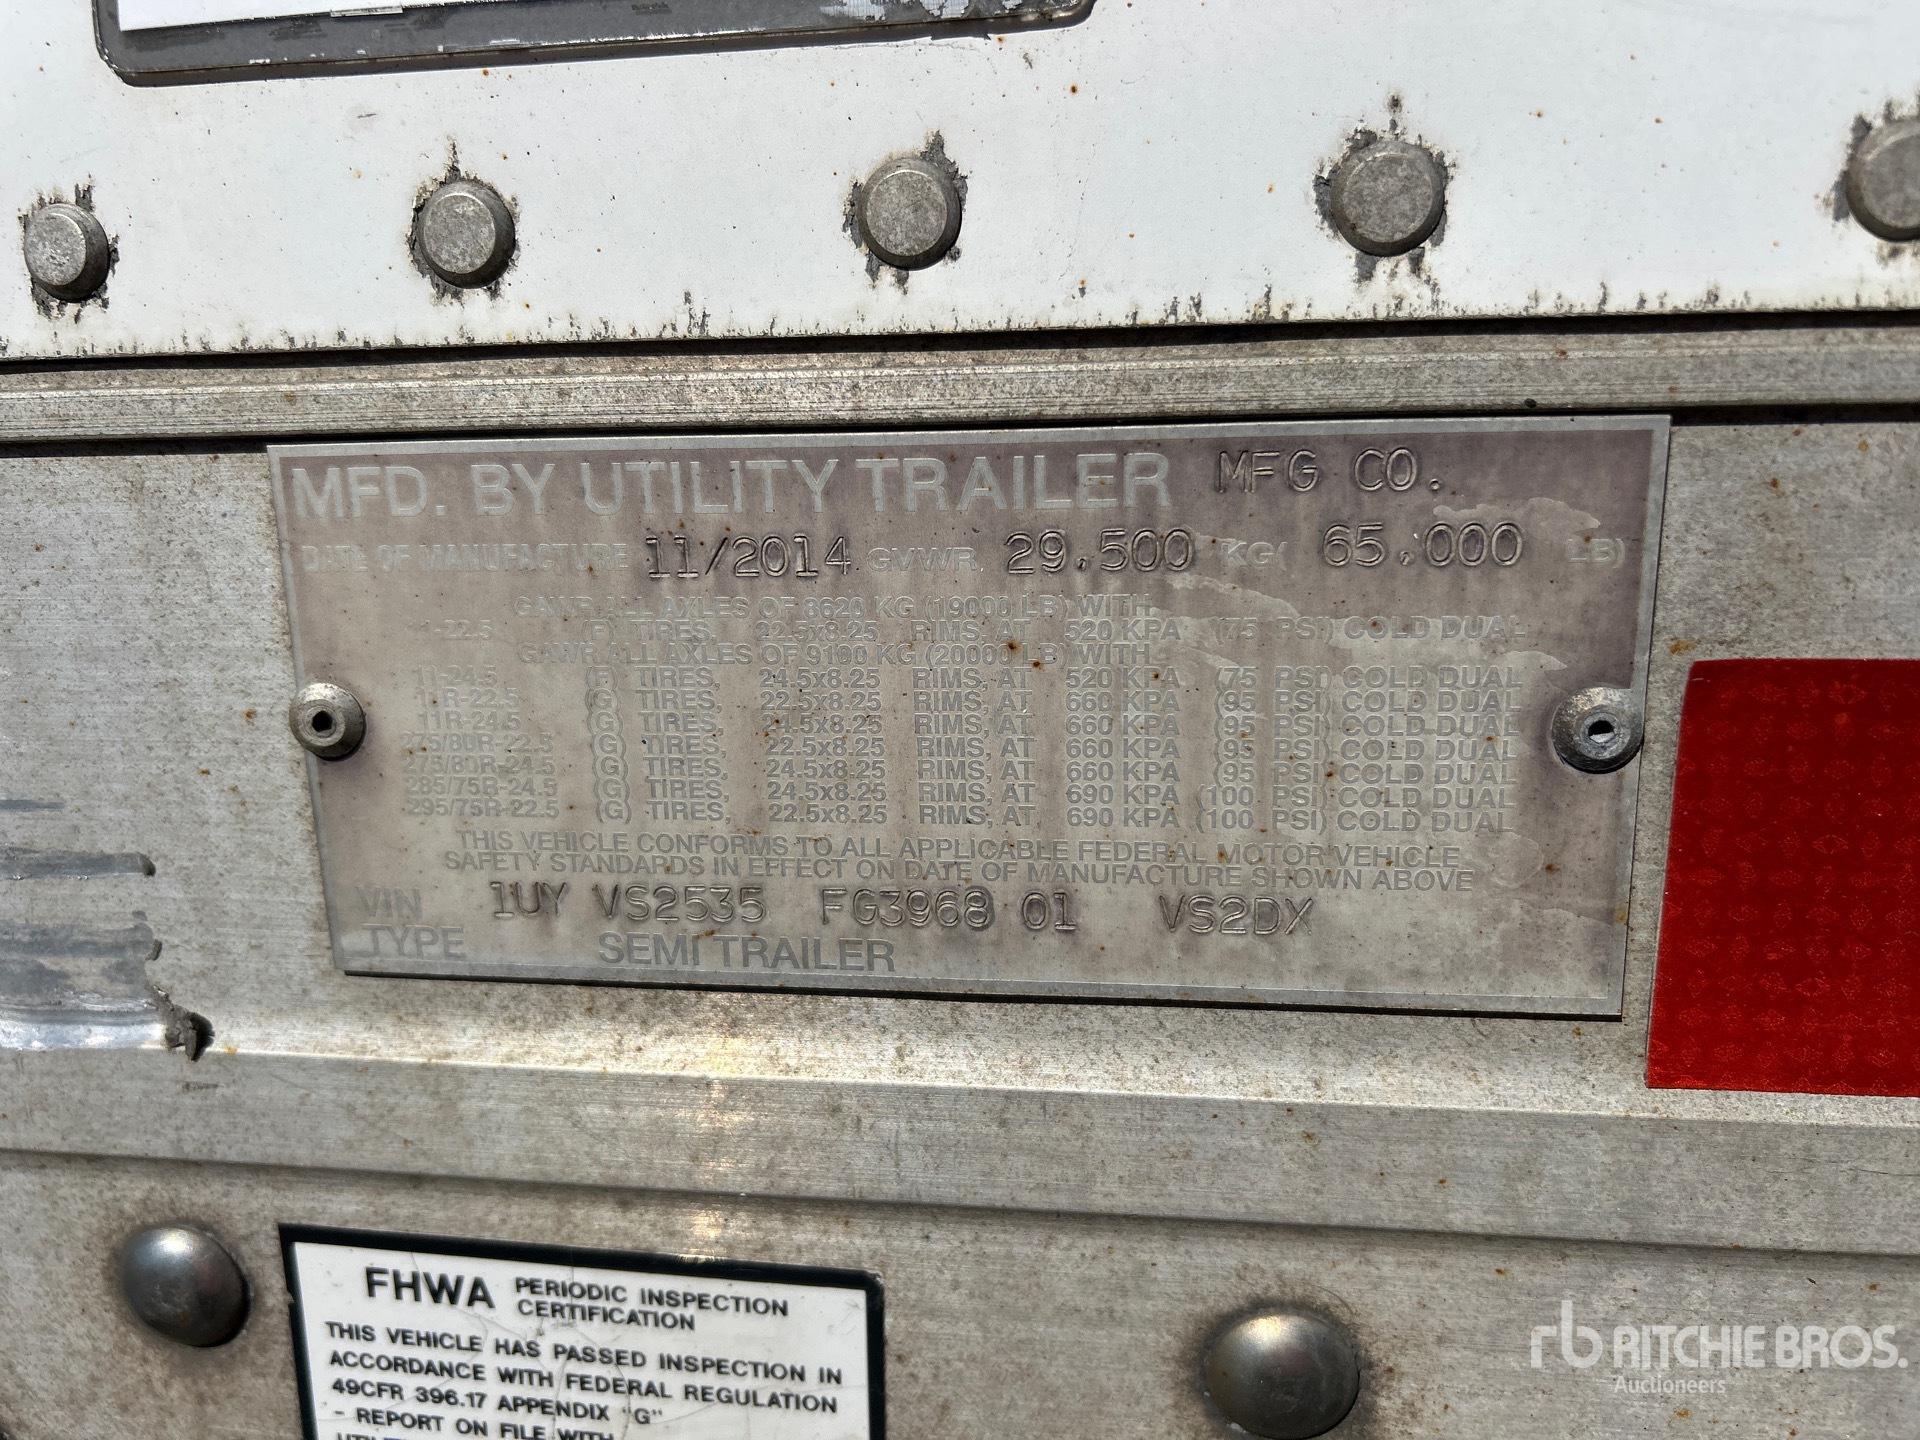 MFD. BY UTILITY TRAILER MFG CO.
DATE OF MANUFACTURE 11/2014 GVWR 29.500 KG( 65.000 LB)
GAWR ALL AXLES OF 8620 KG (19000 LB) WITH
11-22.5 (F) TIRES, 22.5x8.25 RIMS, AT 520 KPA (75 PSI) COLD DUAL
GAWR ALL AXLES OF 9100 KG (20000 LB) WITH
11-24.5 (F) TIRES, 24.5x8.25 RIMS, AT 520 KPA (75 PSI) COLD DUAL
11R-22.5 (G) TIRES, 22.5x8.25 RIMS, AT 660 KPA (95 PSI) COLD DUAL
11R-24.5 (G) TIRES, 24.5x8.25 RIMS, AT 660 KPA (95 PSI) COLD DUAL
275/80R-22.5 (G) TIRES, 22.5x8.25 RIMS, AT 660 KPA (95 PSI) COLD DUAL
275/80R-24.5 (G) TIRES, 24.5x8.25 RIMS, AT 660 KPA (95 PSI) COLD DUAL
285/75R-24.5 (G) TIRES, 24.5x8.25 RIMS, AT 690 KPA (100 PSI) COLD DUAL
295/75R-22.5 (G) TIRES, 22.5x8.25 RIMS, AT 690 KPA (100 PSI) COLD DUAL
THIS VEHICLE CONFORMS TO ALL APPLICABLE FEDERAL MOTOR VEHICLE
SAFETY STANDARDS IN EFFECT ON DATE OF MANUFACTURE SHOWN ABOVE
VIN 1UY VS2535 FG3968 01 VS2DX
TYPE SEMI TRAILER
FHWA PERIODIC INSPECTION
CERTIFICATION
THIS VEHICLE HAS PASSED INSPECTION IN
ACCORDANCE WITH FEDERAL REGULATION
49CFR 396.17 APPENDIX "G"
- REPORT ON FILE WITH
rb RITCHIE BROS.
Auctioneers